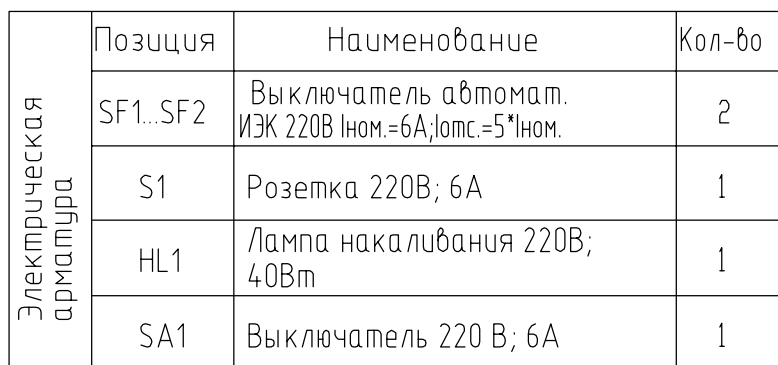 Позиция Наименование Кол-во
Электрическая
арматура
SF1...SF2 Выключатель автомат. 2
ИЭК 220В Iном.=6А;Iотс.=5*Iном.
S1 Розетка 220В; 6А 1
HL1 Лампа накаливания 220В; 1
40Вт
SA1 Выключатель 220 В; 6А 1